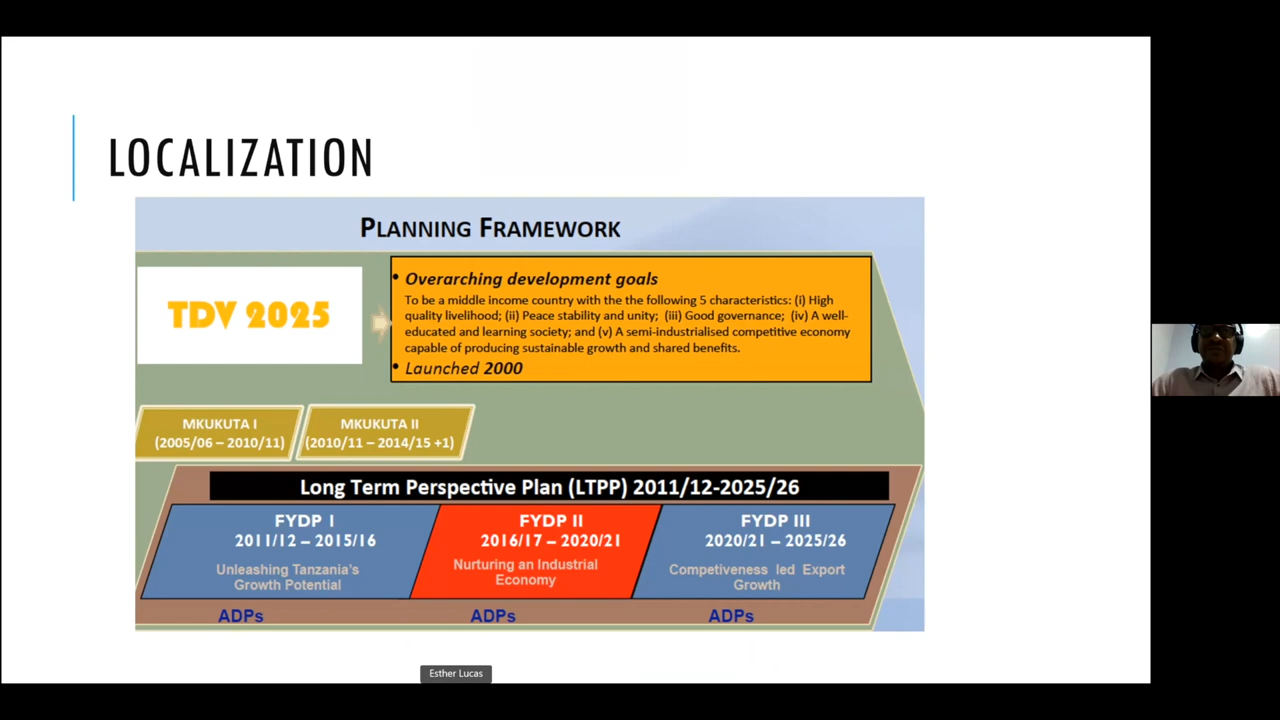 LOCALIZATION
PLANNING FRAMEWORK
TDV 2025
• Overarching development goals
To be a middle income country with the the following 5 characteristics: (i) High
quality livelihood; (ii) Peace stability and unity; (iii) Good governance; (iv) A well-
educated and learning society; and (v) A semi-industrialised competitive economy
capable of producing sustainable growth and shared benefits.
• Launched 2000
MKUKUTA I
(2005/06 – 2010/11)
MKUKUTA II
(2010/11 – 2014/15 +1)
Long Term Perspective Plan (LTPP) 2011/12-2025/26
FYDP I
2011/12 – 2015/16
Unleashing Tanzania's
Growth Potential
FYDP II
2016/17 – 2020/21
Nurturing an Industrial
Economy
FYDP III
2020/21 – 2025/26
Competiveness led Export
Growth
ADPs
ADPs
ADPs
Esther Lucas